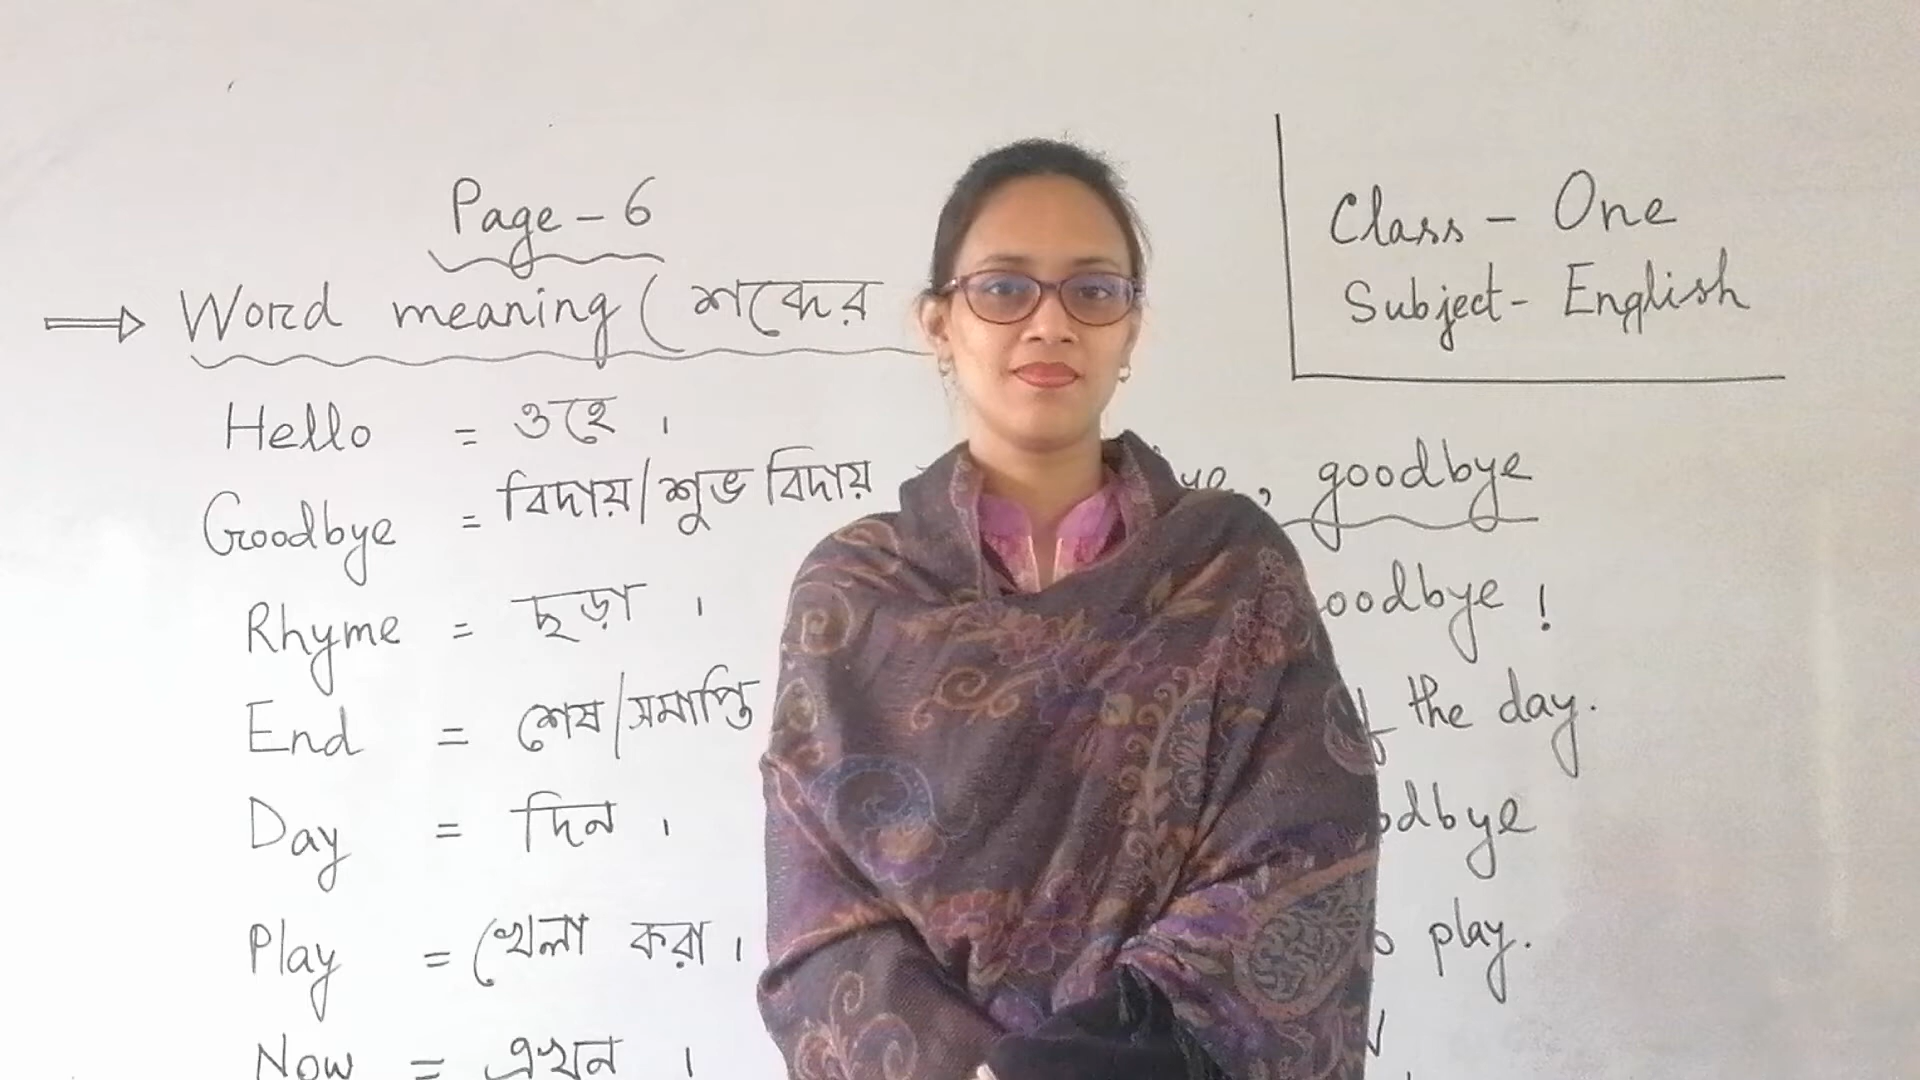 Page - 6
Class - One
Subject - English
⇒ Word meaning ( শব্দের
Hello = ওহে ।
Goodbye = বিদায়/শুভ বিদায়
Rhyme = ছড়া ।
End = শেষ/সমাপ্তি
Day = দিন ।
Play = খেলা করা ।
Now = এখন ।
, goodbye
oodbye !
the day.
odbye
play.